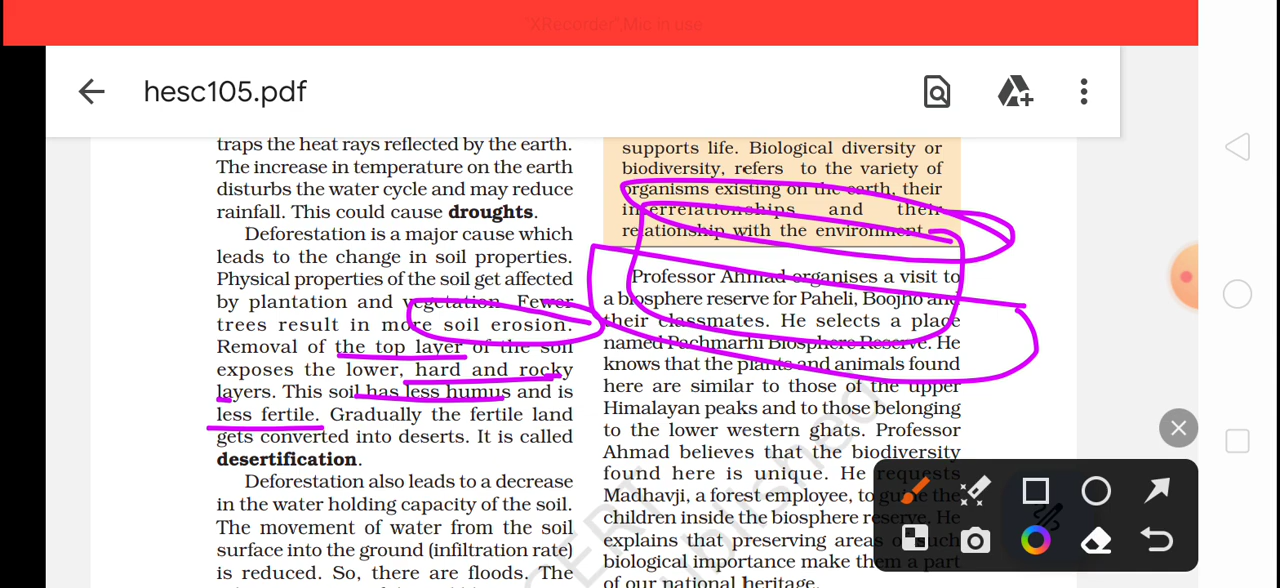 "XRecorder",Mic in use
hesc105.pdf
traps the heat rays reflected by the earth.
The increase in temperature on the earth
disturbs the water cycle and may reduce
rainfall. This could cause droughts.
Deforestation is a major cause which
leads to the change in soil properties.
Physical properties of the soil get affected
by plantation and vegetation. Fewer
trees result in more soil erosion.
Removal of the top layer of the soil
exposes the lower, hard and rocky
layers. This soil has less humus and is
less fertile. Gradually the fertile land
gets converted into deserts. It is called
desertification.
Deforestation also leads to a decrease
in the water holding capacity of the soil.
The movement of water from the soil
surface into the ground (infiltration rate)
is reduced. So, there are floods. The
supports life. Biological diversity or
biodiversity, refers to the variety of
organisms existing on the earth, their
interrelationships and their
relationship with the environment.
Professor Ahmad organises a visit to
a biosphere reserve for Paheli, Boojho and
their classmates. He selects a place
named Pachmarhi Biosphere Reserve. He
knows that the plants and animals found
here are similar to those of the upper
Himalayan peaks and to those belonging
to the lower western ghats. Professor
Ahmad believes that the biodiversity
found here is unique. He requests
Madhavji, a forest employee, to guide the
children inside the biosphere reserve. He
explains that preserving areas of such
biological importance make them a part
of our national heritage.